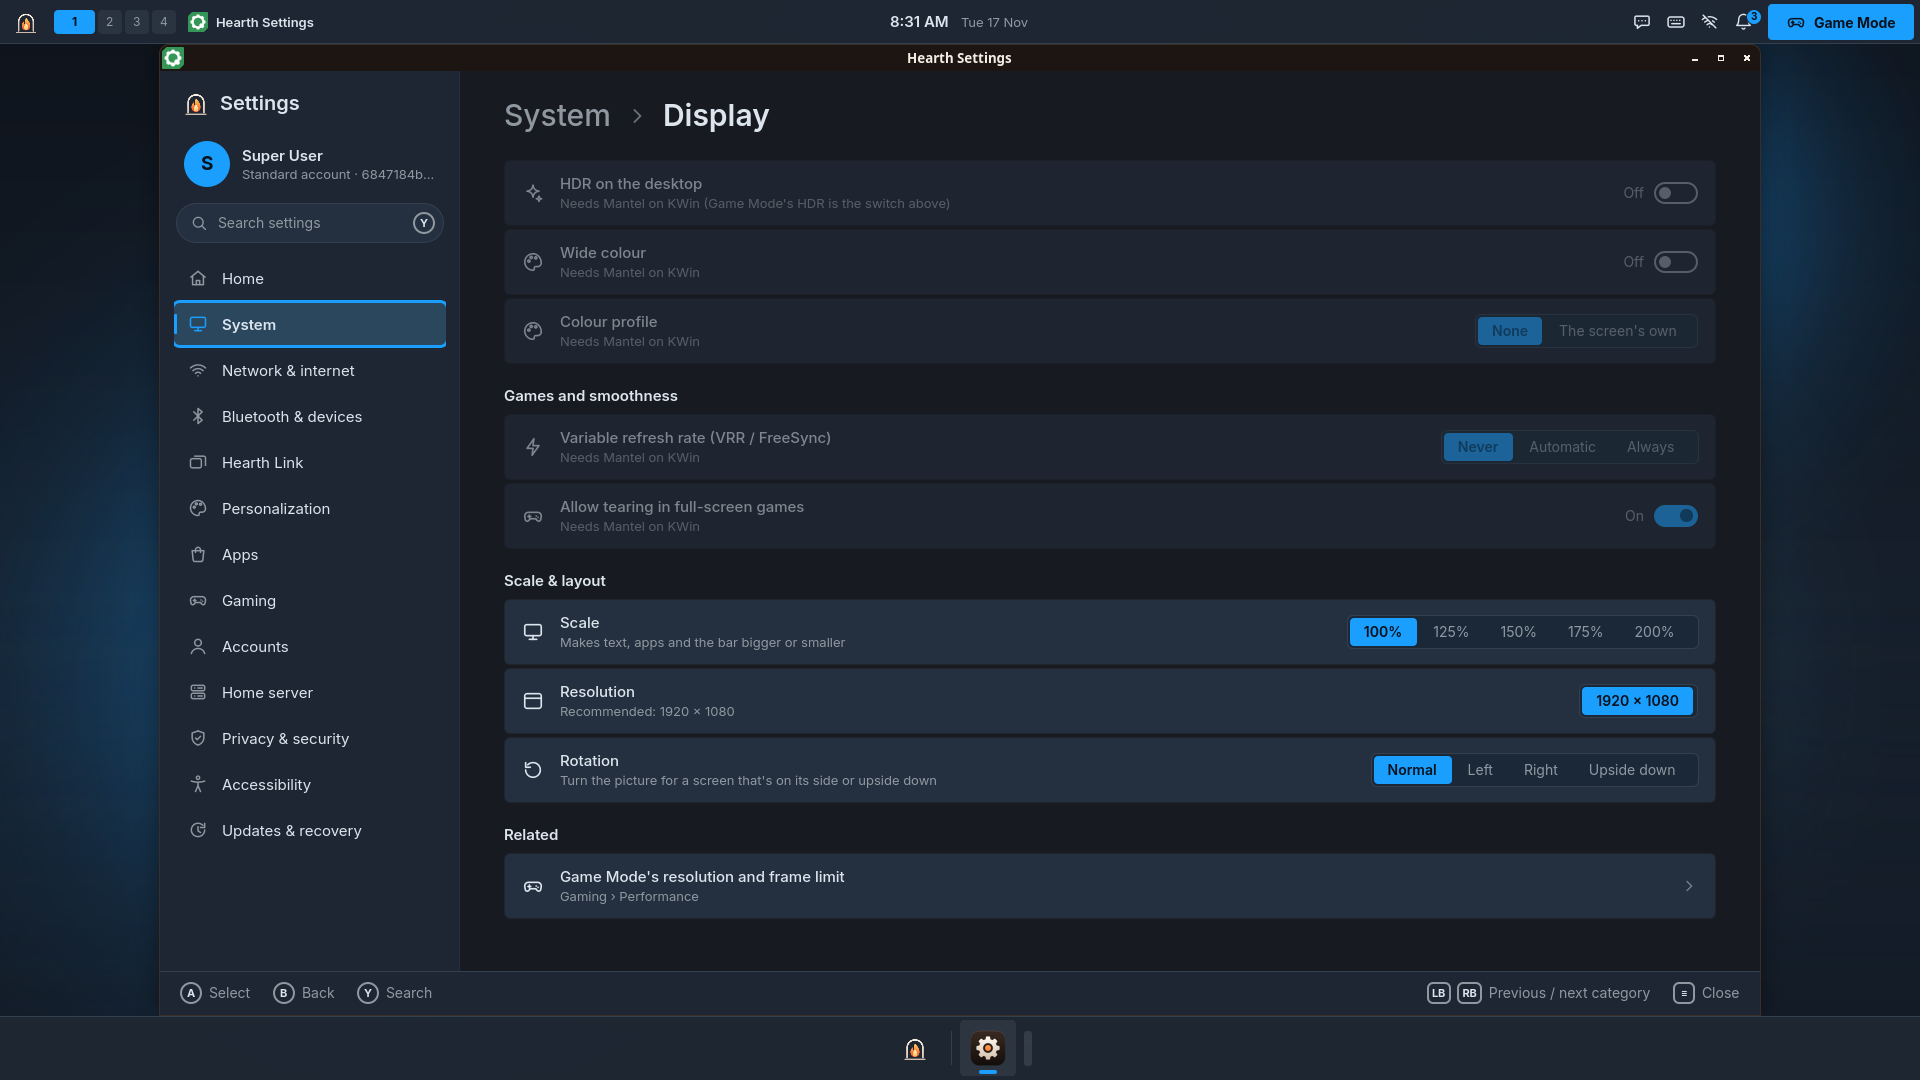 1 2 3 4 Hearth Settings
8:31 AM Tue 17 Nov
3
Game Mode
Hearth Settings
Settings
S
Super User
Standard account · 6847184b...
Search settings Y
Home
System
Network & internet
Bluetooth & devices
Hearth Link
Personalization
Apps
Gaming
Accounts
Home server
Privacy & security
Accessibility
Updates & recovery
System > Display
HDR on the desktop
Needs Mantel on KWin (Game Mode's HDR is the switch above)
Off
Wide colour
Needs Mantel on KWin
Off
Colour profile
Needs Mantel on KWin
None The screen's own
Games and smoothness
Variable refresh rate (VRR / FreeSync)
Needs Mantel on KWin
Never Automatic Always
Allow tearing in full-screen games
Needs Mantel on KWin
On
Scale & layout
Scale
Makes text, apps and the bar bigger or smaller
100% 125% 150% 175% 200%
Resolution
Recommended: 1920 × 1080
1920 × 1080
Rotation
Turn the picture for a screen that's on its side or upside down
Normal Left Right Upside down
Related
Game Mode's resolution and frame limit
Gaming › Performance
A Select B Back Y Search
LB RB Previous / next category ≡ Close